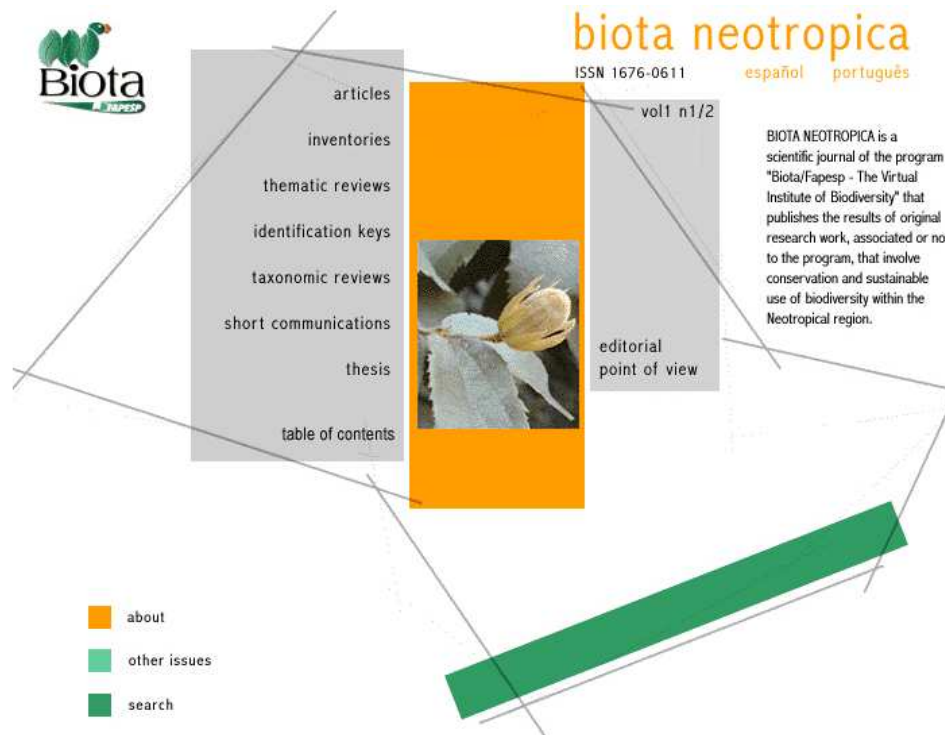 Biota
FAPESP
biota neotropica
ISSN 1676-0611
español português
articles
inventories
thematic reviews
identification keys
taxonomic reviews
short communications
thesis
table of contents
vol1 n1/2
editorial
point of view
BIOTA NEOTROPICA is a
scientific journal of the program
"Biota/Fapesp - The Virtual
Institute of Biodiversity" that
publishes the results of original
research work, associated or no
to the program, that involve
conservation and sustainable
use of biodiversity within the
Neotropical region.
about
other issues
search